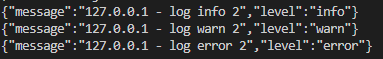 {"message":"127.0.0.1 - log info 2","level":"info"}
{"message":"127.0.0.1 - log warn 2","level":"warn"}
{"message":"127.0.0.1 - log error 2","level":"error"}